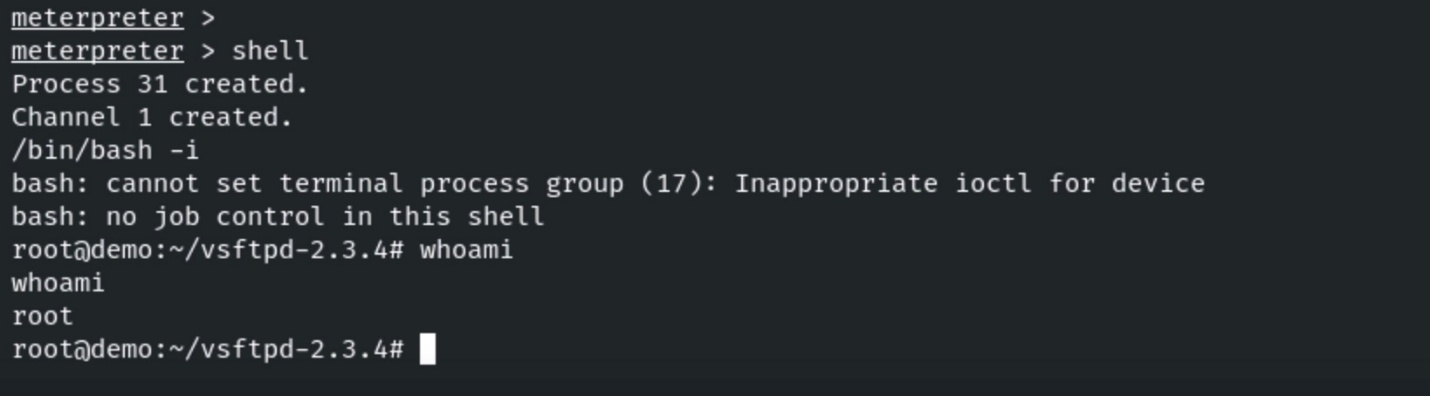 meterpreter >
meterpreter > shell
Process 31 created.
Channel 1 created.
/bin/bash -i
bash: cannot set terminal process group (17): Inappropriate ioctl for device
bash: no job control in this shell
root@demo:~/vsftpd-2.3.4# whoami
whoami
root
root@demo:~/vsftpd-2.3.4#